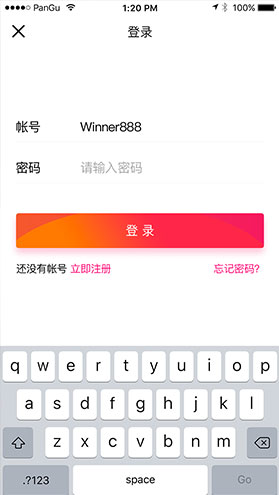 PanGu 1:20 PM 100%
登录
帐号 Winner888
密码 请输入密码
登录
还没有帐号 立即注册 忘记密码?
q w e r t y u i o p
a s d f g h j k l
z x c v b n m
.?123 space Go